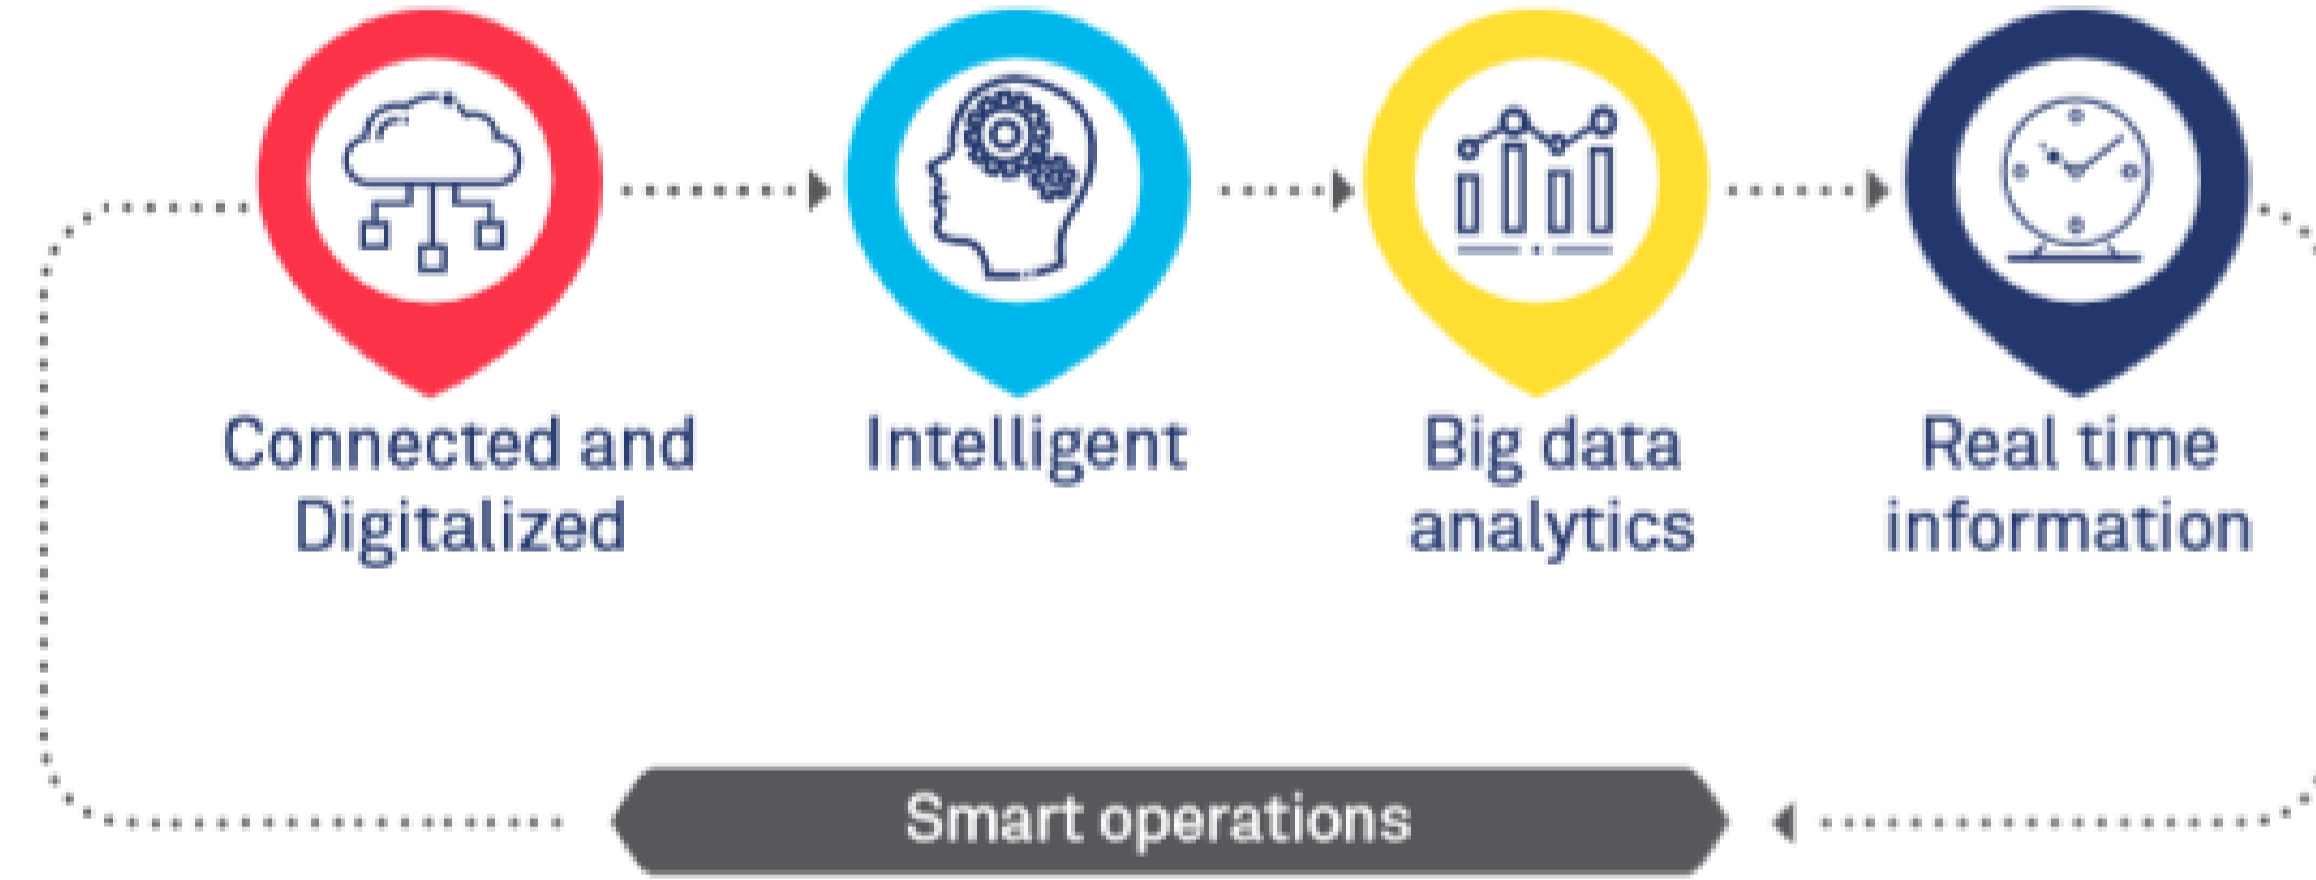 Connected and
Digitalized
Intelligent
Big data
analytics
Real time
information
Smart operations